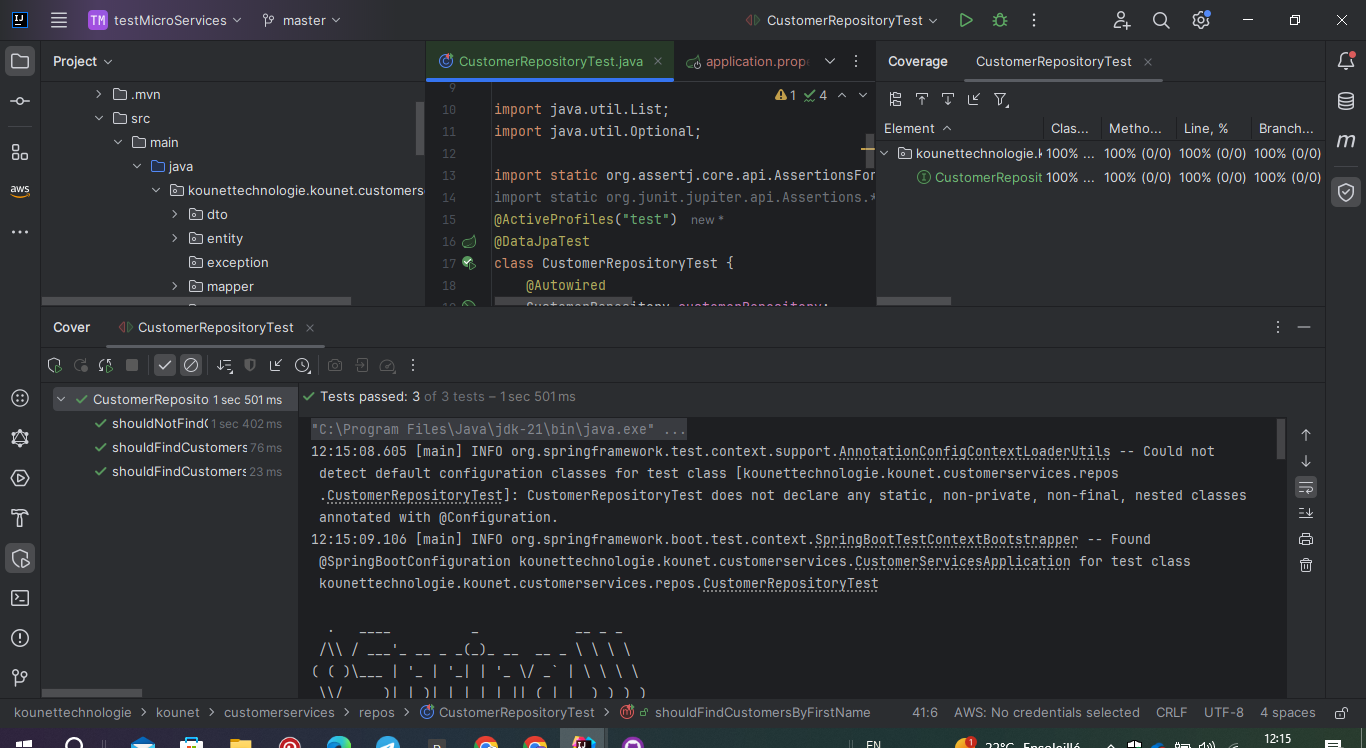 TM testMicroServices master CustomerRepositoryTest
Project
.mvn
src
main
java
kounettechnologie.kounet.customerse
dto
entity
exception
mapper
CustomerRepositoryTest.java application.prop
1 4
9
10 import java.util.List;
11 import java.util.Optional;
12
13 import static org.assertj.core.api.AssertionsFor
14 import static org.junit.jupiter.api.Assertions.*
15 @ActiveProfiles("test") new *
16 @DataJpaTest
17 class CustomerRepositoryTest {
18 @Autowired
Coverage CustomerRepositoryTest
Element Clas... Metho... Line, % Branch...
kounettechnologie.k 100% ... 100% (0/0) 100% (0/0) 100% (0/0)
CustomerReposit 100% ... 100% (0/0) 100% (0/0) 100% (0/0)
aws
m
Cover CustomerRepositoryTest
CustomerReposito 1 sec 501 ms
shouldNotFindC 1 sec 402 ms
shouldFindCustomers 76 ms
shouldFindCustomers 23 ms
Tests passed: 3 of 3 tests – 1 sec 501 ms
"C:\Program Files\Java\jdk-21\bin\java.exe" ...
12:15:08.605 [main] INFO org.springframework.test.context.support.AnnotationConfigContextLoaderUtils -- Could not
detect default configuration classes for test class [kounettechnologie.kounet.customerservices.repos
.CustomerRepositoryTest]: CustomerRepositoryTest does not declare any static, non-private, non-final, nested classes
annotated with @Configuration.
12:15:09.106 [main] INFO org.springframework.boot.test.context.SpringBootTestContextBootstrapper -- Found
@SpringBootConfiguration kounettechnologie.kounet.customerservices.CustomerServicesApplication for test class
kounettechnologie.kounet.customerservices.repos.CustomerRepositoryTest
kounettechnologie > kounet > customerservices > repos > CustomerRepositoryTest > shouldFindCustomersByFirstName 41:6 AWS: No credentials selected CRLF UTF-8 4 spaces
EN 1 22°C Ensoleillé 12:15